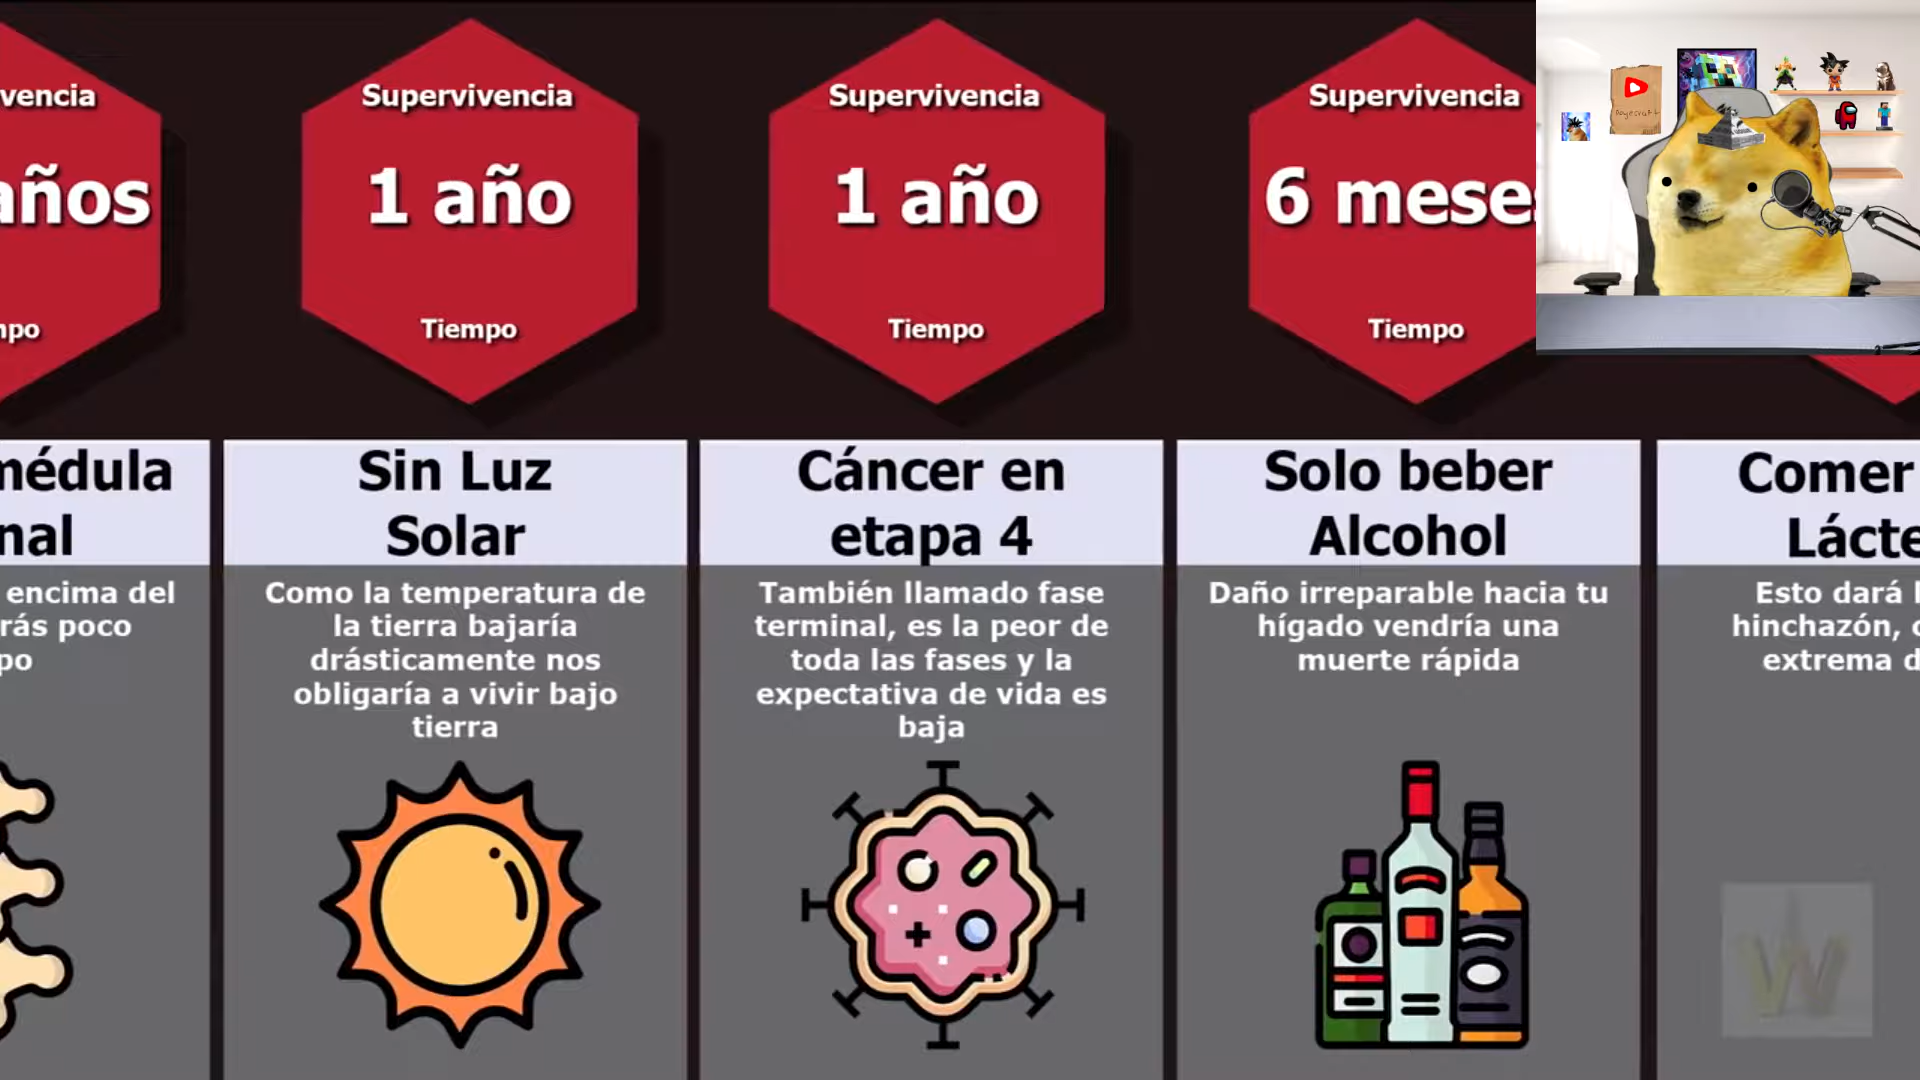 vencia
años
mpo
médula
nal
encima del
rás poco
po
Supervivencia
1 año
Tiempo
Sin Luz
Solar
Como la temperatura de
la tierra bajaría
drásticamente nos
obligaría a vivir bajo
tierra
Supervivencia
1 año
Tiempo
Cáncer en
etapa 4
También llamado fase
terminal, es la peor de
toda las fases y la
expectativa de vida es
baja
Supervivencia
6 meses
Tiempo
Solo beber
Alcohol
Daño irreparable hacia tu
hígado vendría una
muerte rápida
Comer
Lácte
Esto dará l
hinchazón,
extrema d
W